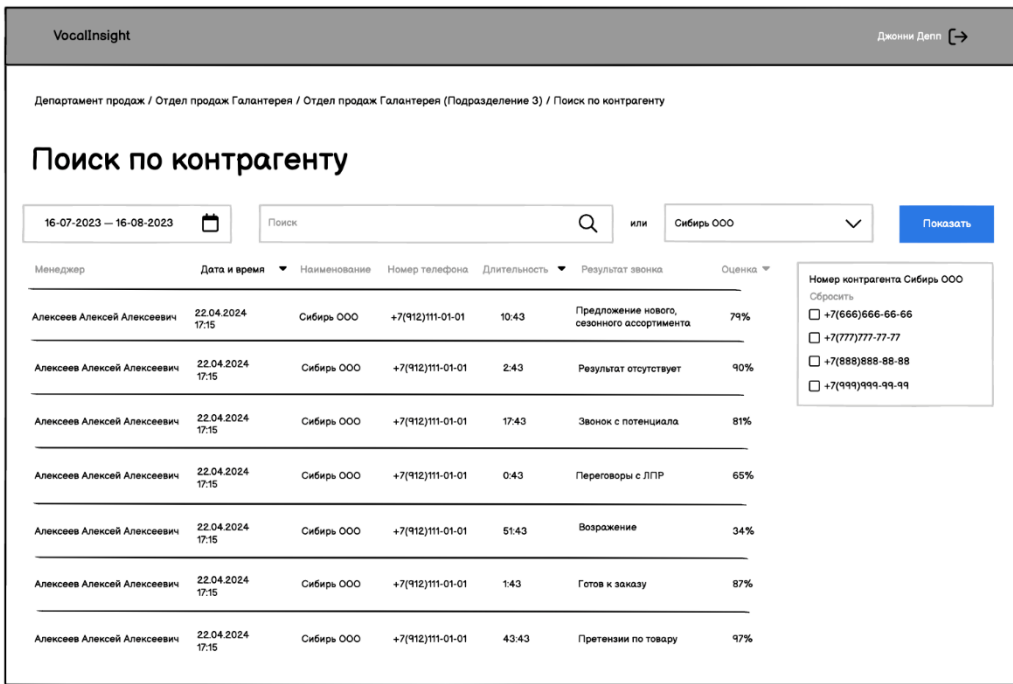 VocalInsight
Джонни Депп
Департамент продаж / Отдел продаж Галантерея / Отдел продаж Галантерея (Подразделение 3) / Поиск по контрагенту
Поиск по контрагенту
16-07-2023 — 16-08-2023 Поиск или Сибирь ООО Показать
Менеджер Дата и время Наименование Номер телефона Длительность Результат звонка Оценка
Алексеев Алексей Алексеевич 22.04.2024 17:15 Сибирь ООО +7(912)111-01-01 10:43 Предложение нового, сезонного ассортимента 79%
Алексеев Алексей Алексеевич 22.04.2024 17:15 Сибирь ООО +7(912)111-01-01 2:43 Результат отсутствует 90%
Алексеев Алексей Алексеевич 22.04.2024 17:15 Сибирь ООО +7(912)111-01-01 17:43 Звонок с потенциала 81%
Алексеев Алексей Алексеевич 22.04.2024 17:15 Сибирь ООО +7(912)111-01-01 0:43 Переговоры с ЛПР 65%
Алексеев Алексей Алексеевич 22.04.2024 17:15 Сибирь ООО +7(912)111-01-01 51:43 Возражение 34%
Алексеев Алексей Алексеевич 22.04.2024 17:15 Сибирь ООО +7(912)111-01-01 1:43 Готов к заказу 87%
Алексеев Алексей Алексеевич 22.04.2024 17:15 Сибирь ООО +7(912)111-01-01 43:43 Претензии по товару 97%
Номер контрагента Сибирь ООО
Сбросить
+7(666)666-66-66
+7(777)777-77-77
+7(888)888-88-88
+7(999)999-99-99